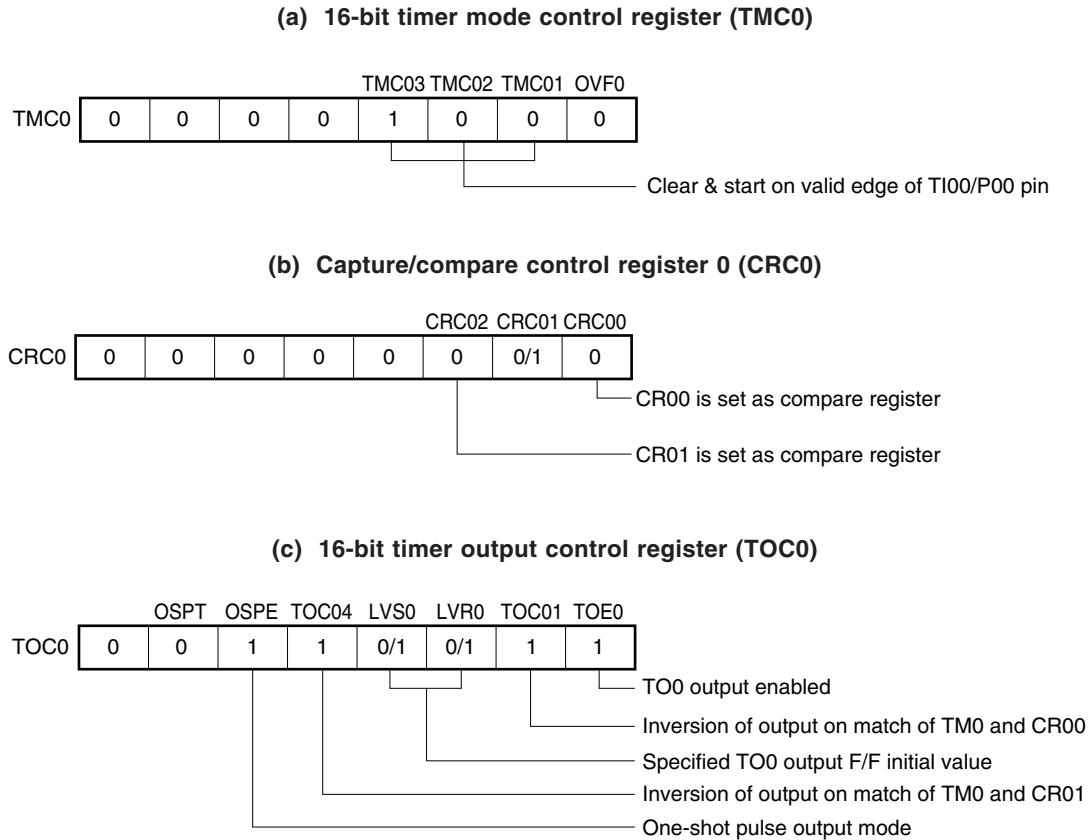 (a) 16-bit timer mode control register (TMC0)
TMC03 TMC02 TMC01 OVF0
TMC0 0 0 0 0 1 0 0 0
Clear & start on valid edge of TI00/P00 pin
(b) Capture/compare control register 0 (CRC0)
CRC02 CRC01 CRC00
CRC0 0 0 0 0 0 0 0/1 0
CR00 is set as compare register
CR01 is set as compare register
(c) 16-bit timer output control register (TOC0)
OSPT OSPE TOC04 LVS0 LVR0 TOC01 TOE0
TOC0 0 0 1 1 0/1 0/1 1 1
TO0 output enabled
Inversion of output on match of TM0 and CR00
Specified TO0 output F/F initial value
Inversion of output on match of TM0 and CR01
One-shot pulse output mode